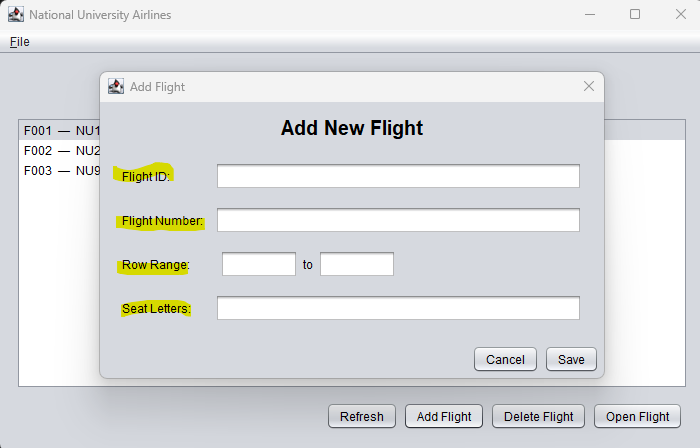 National University Airlines
File
Add Flight
Add New Flight
F001 — NU1
F002 — NU2
F003 — NU9
Flight ID:
Flight Number:
Row Range: to
Seat Letters:
Cancel Save
Refresh Add Flight Delete Flight Open Flight